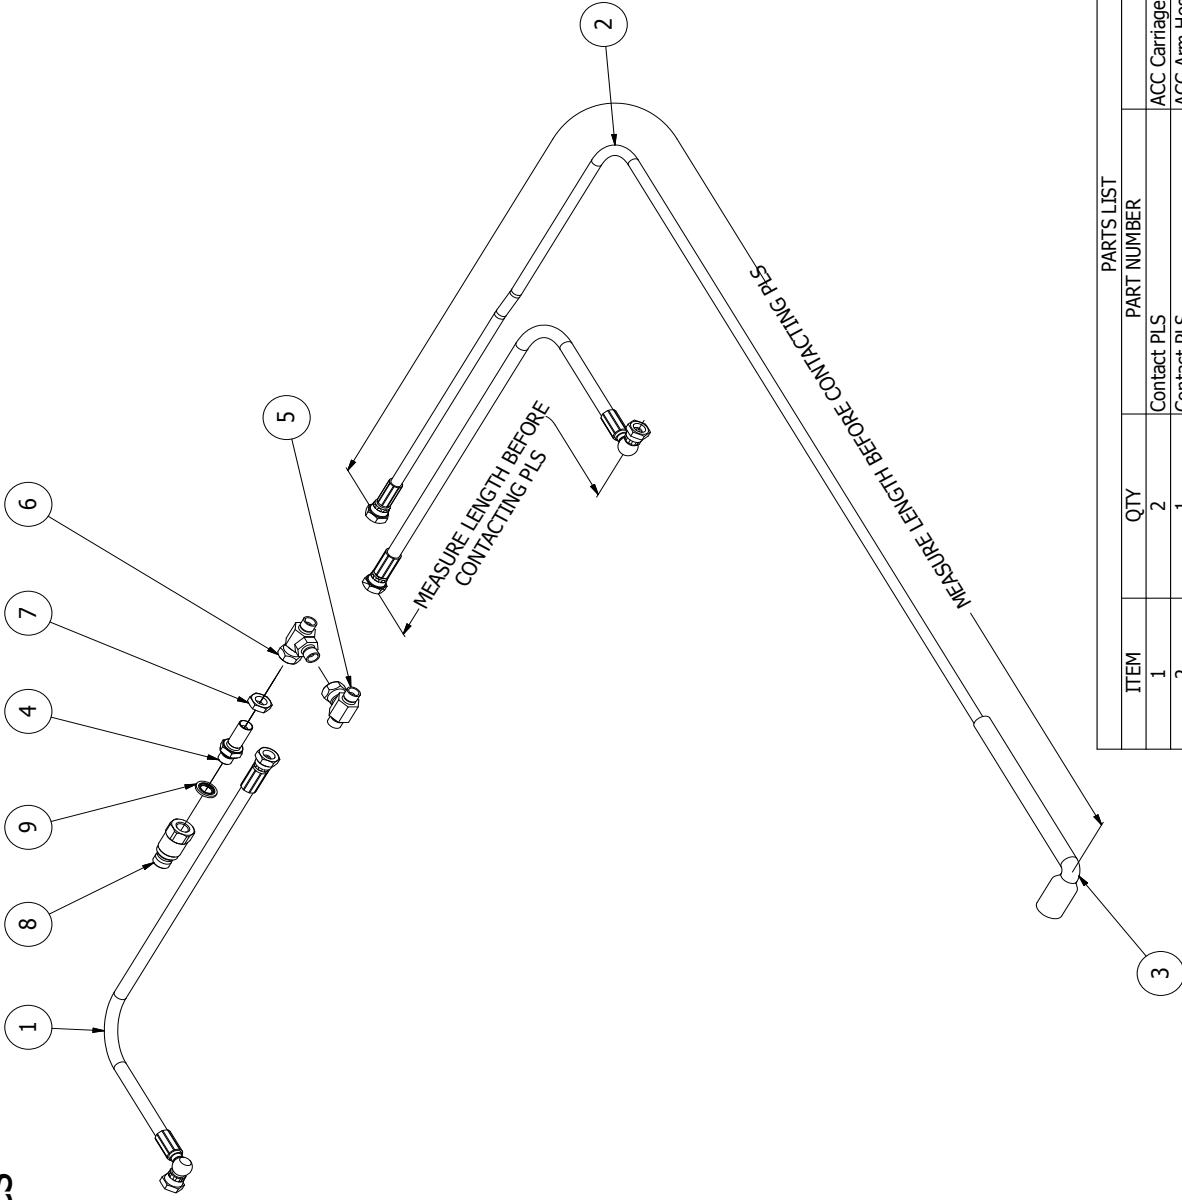 2
5
6
7
4
9
8
1
3
MEASURE LENGTH BEFORE
CONTACTING PLS
MEASURE LENGTH BEFORE CONTACTING PLS
PARTS LIST
ITEM QTY PART NUMBER
1 2 Contact PLS ACC Carriage
2 1 Contact PLS ACC Arm